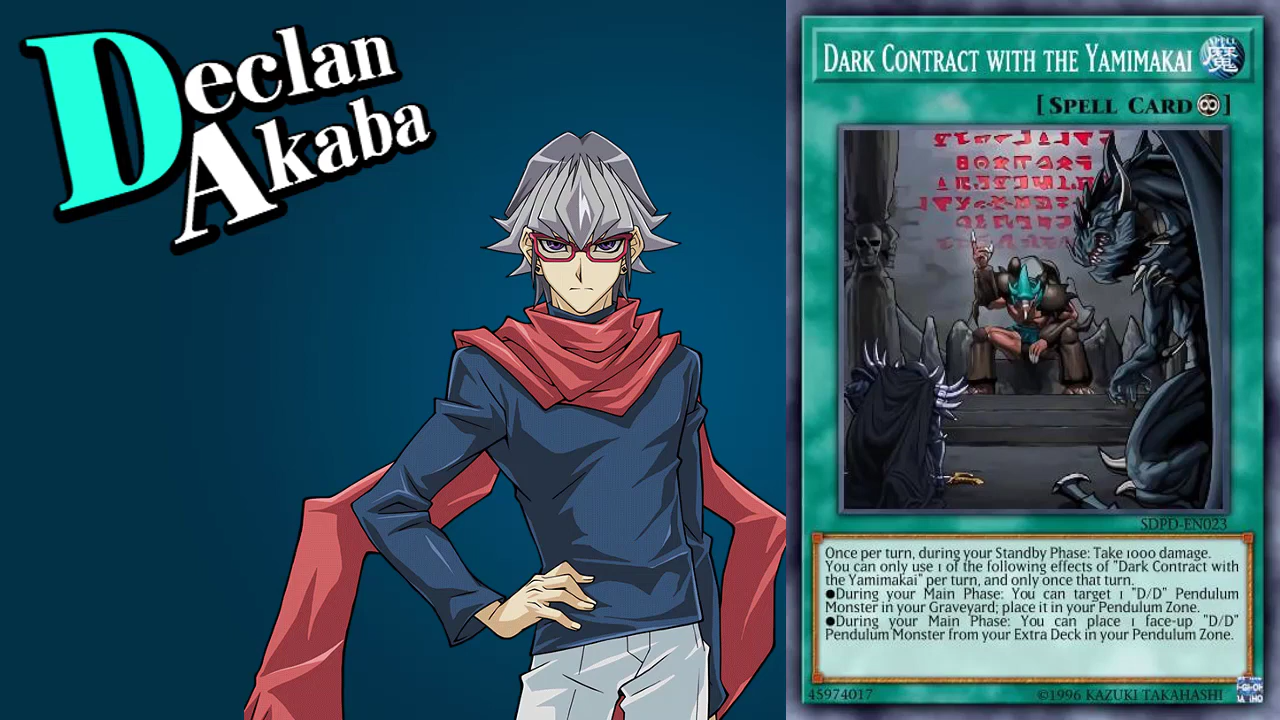 Declan
Akaba
DARK CONTRACT WITH THE YAMIMAKAI
SPELL
魔
[SPELL CARD]
SDPD-EN023
Once per turn, during your Standby Phase: Take 1000 damage.
You can only use 1 of the following effects of "Dark Contract with
the Yamimakai" per turn, and only once that turn.
●During your Main Phase: You can target 1 "D/D" Pendulum
Monster in your Graveyard; place it in your Pendulum Zone.
●During your Main Phase: You can place 1 face-up "D/D"
Pendulum Monster from your Extra Deck in your Pendulum Zone.
45974017
©1996 KAZUKI TAKAHASHI